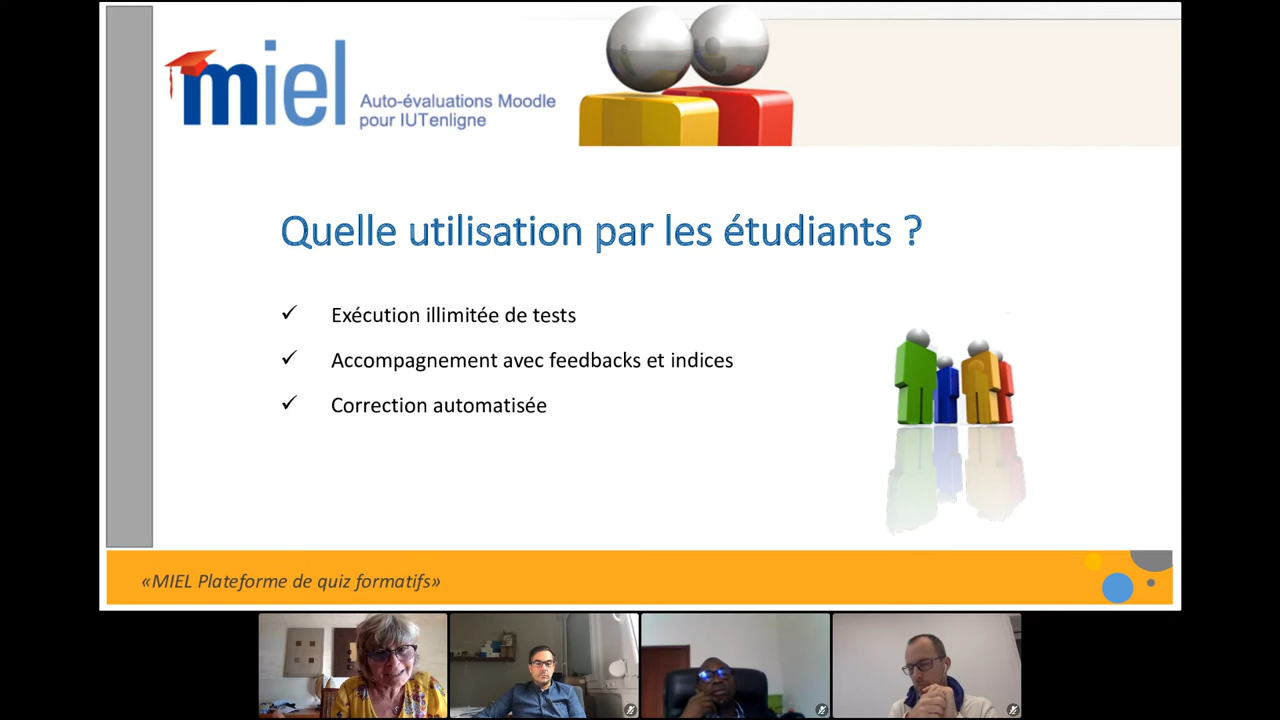 miel
Auto-évaluations Moodle
pour IUTenligne
Quelle utilisation par les étudiants ?
✓ Exécution illimitée de tests
✓ Accompagnement avec feedbacks et indices
✓ Correction automatisée
«MIEL Plateforme de quiz formatifs»